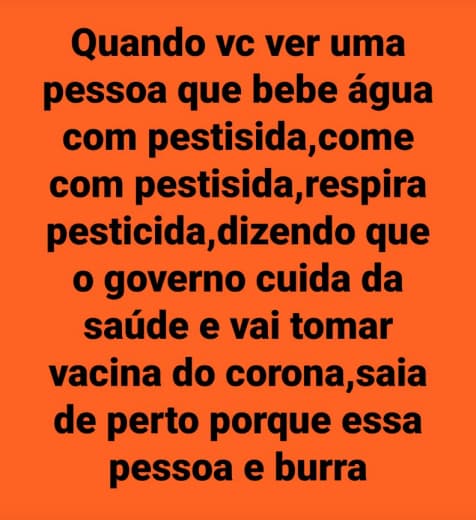 Quando vc ver uma
pessoa que bebe água
com pestisida,come
com pestisida,respira
pesticida,dizendo que
o governo cuida da
saúde e vai tomar
vacina do corona,saia
de perto porque essa
pessoa e burra